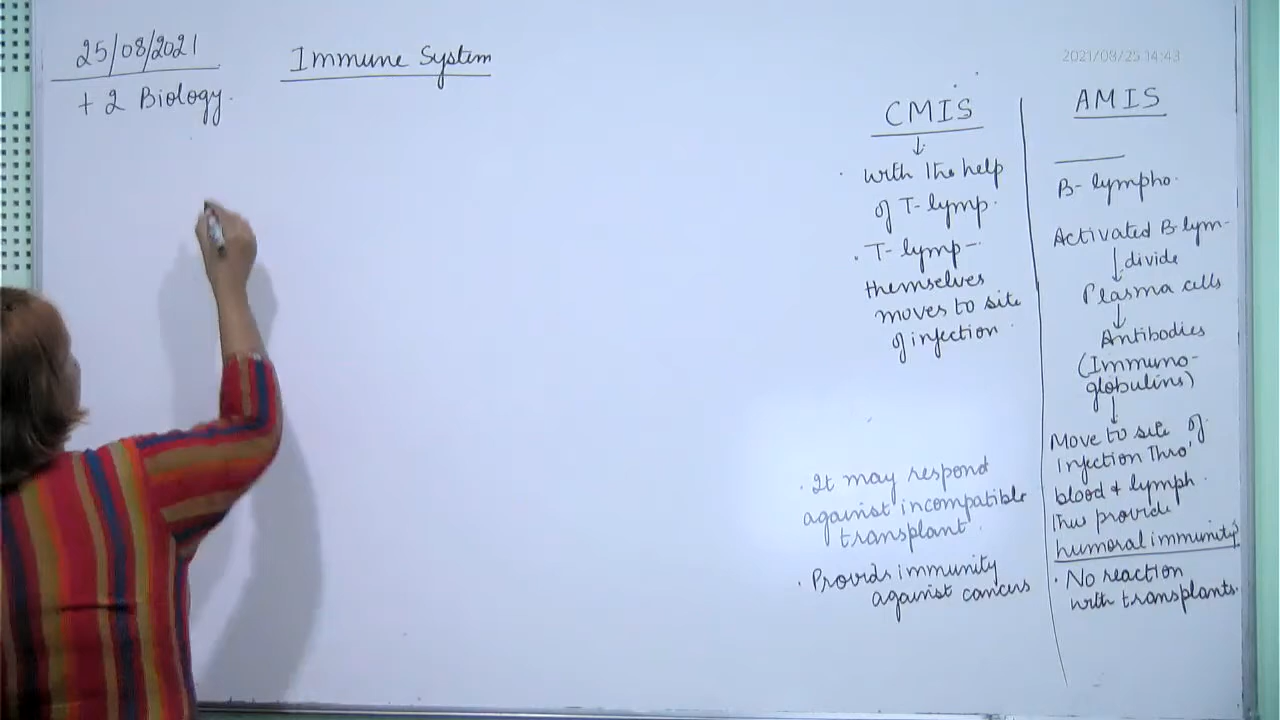 25/08/2021
+ 2 Biology.
Immune System
2021/08/25 14:43
CMIS
with the help
of T-lymp.
. T-lymp-
themselves
moves to site
of infection
. It may respond
against incompatible
transplant.
. Provids immunity
against cancers
AMIS
B-lympho.
Activated B-lym-
divide
Plasma cells
Antibodies
(Immuno-
globulins)
Move to site of
Injection Thro'
blood & lymph.
thus provide
humoral immunity
. No reaction
with transplants.